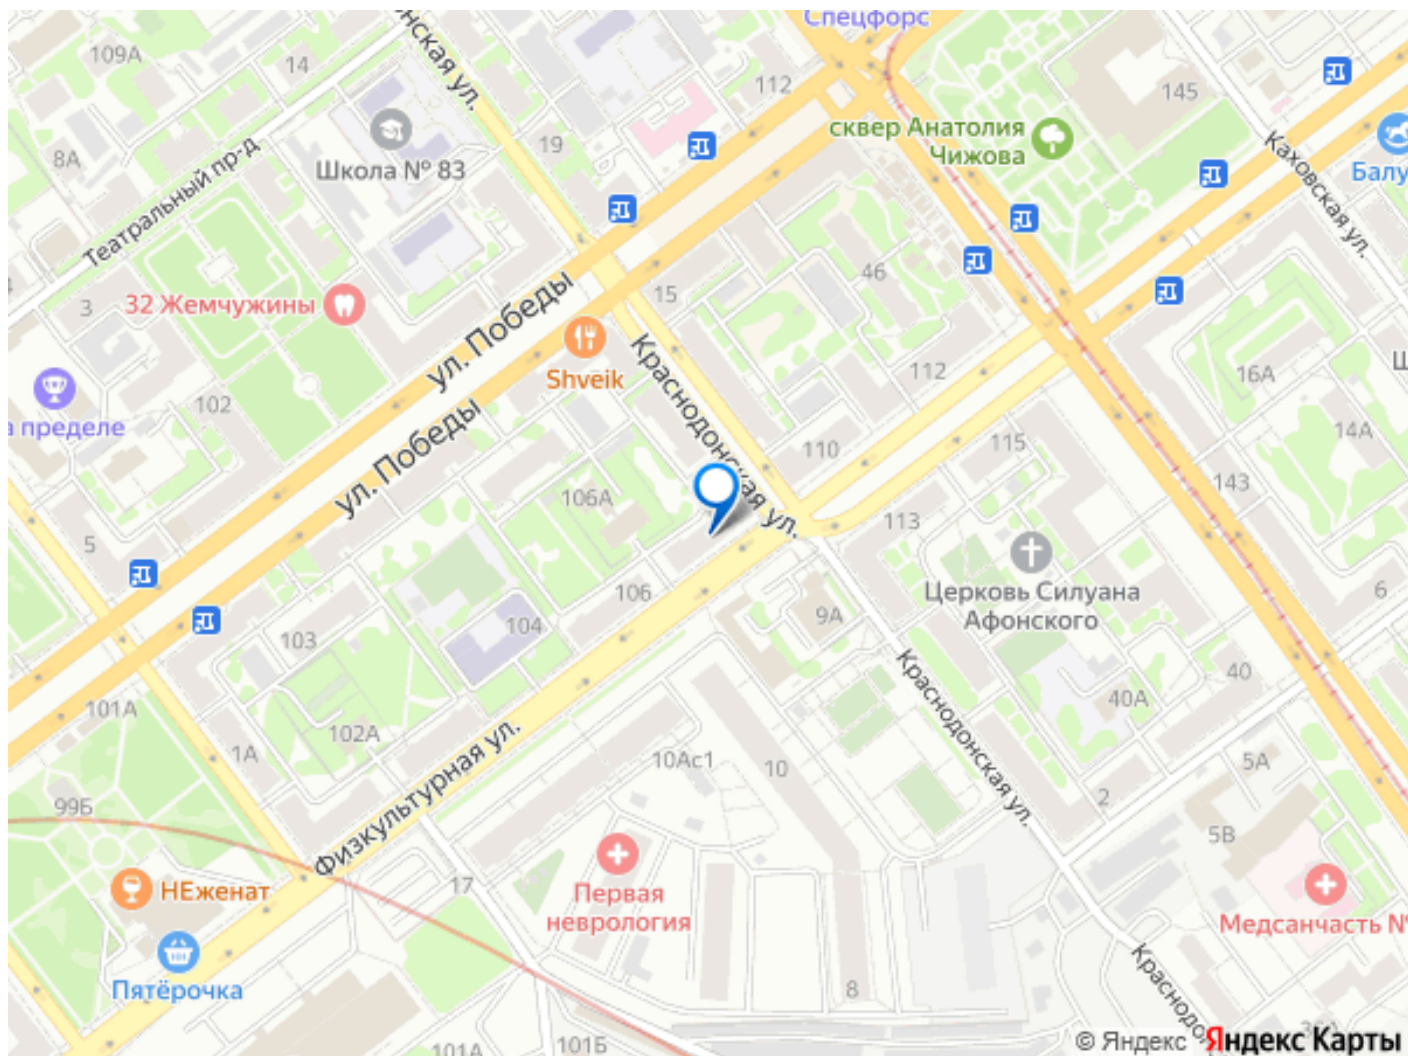 Спецфорс
нская ул.
109А
14
112
145
сквер Анатолия
Чижова
19
8А
Школа № 83
Театральный пр-д
Каховская ул.
Балу
46
3
32 Жемчужины
15
ул. Победы
Shveik
Краснодонская ул.
112
16А
Ш
102
а пределе
ул. Победы
110
115
14А
106А
143
113
5
Церковь Силуана
Афонского
106
9А
6
104
103
Краснодонская ул.
40
40А
101А
102А
1А
Физкультурная ул.
10Ас1
10
5А
99Б
2
5В
17
НЕженат
Первая
неврология
Медсанчасть №
Пятёрочка
Краснодо
8
101А
101Б
© Яндекс Яндекс Карты